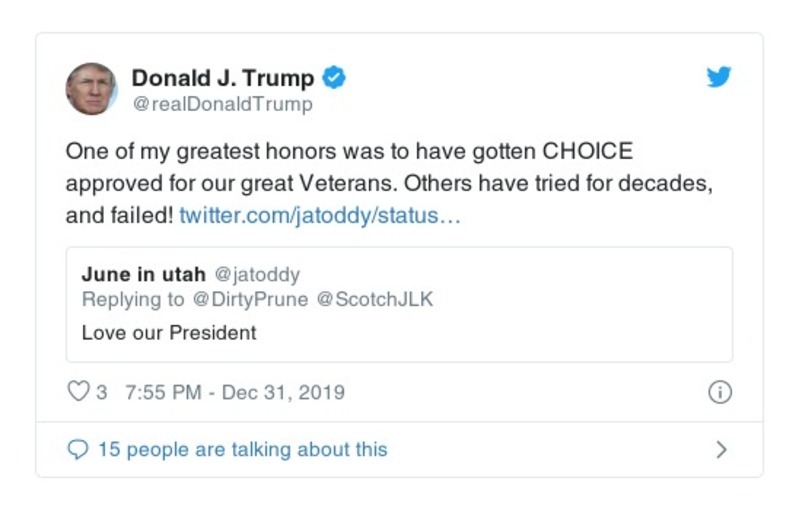 Donald J. Trump
@realDonaldTrump
One of my greatest honors was to have gotten CHOICE
approved for our great Veterans. Others have tried for decades,
and failed! twitter.com/jatoddy/status…
June in utah @jatoddy
Replying to @DirtyPrune @ScotchJLK
Love our President
3 7:55 PM - Dec 31, 2019
15 people are talking about this